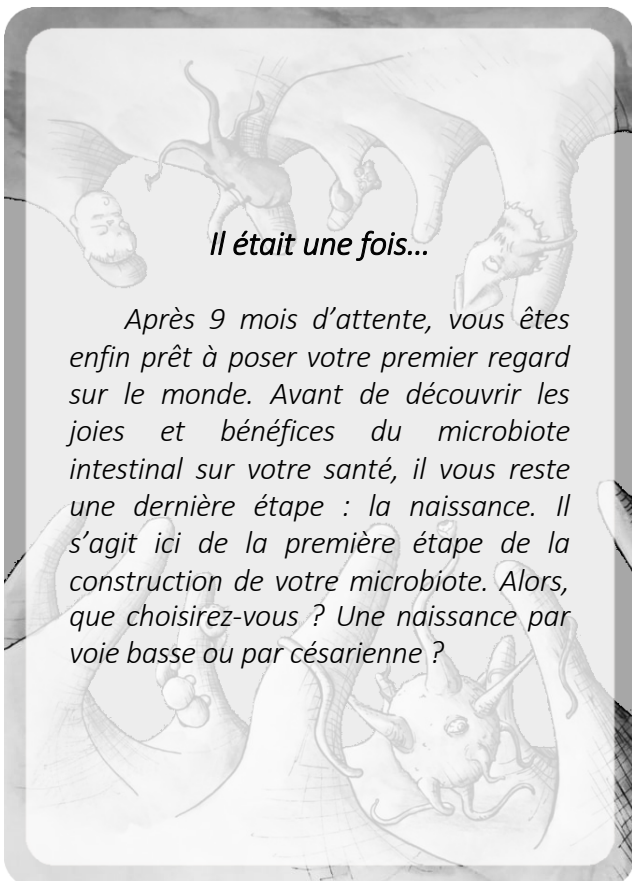 Il était une fois...
Après 9 mois d’attente, vous êtes
enfin prêt à poser votre premier regard
sur le monde. Avant de découvrir les
joies et bénéfices du microbiote
intestinal sur votre santé, il vous reste
une dernière étape : la naissance. Il
s’agit ici de la première étape de la
construction de votre microbiote. Alors,
que choisirez-vous ? Une naissance par
voie basse ou par césarienne ?